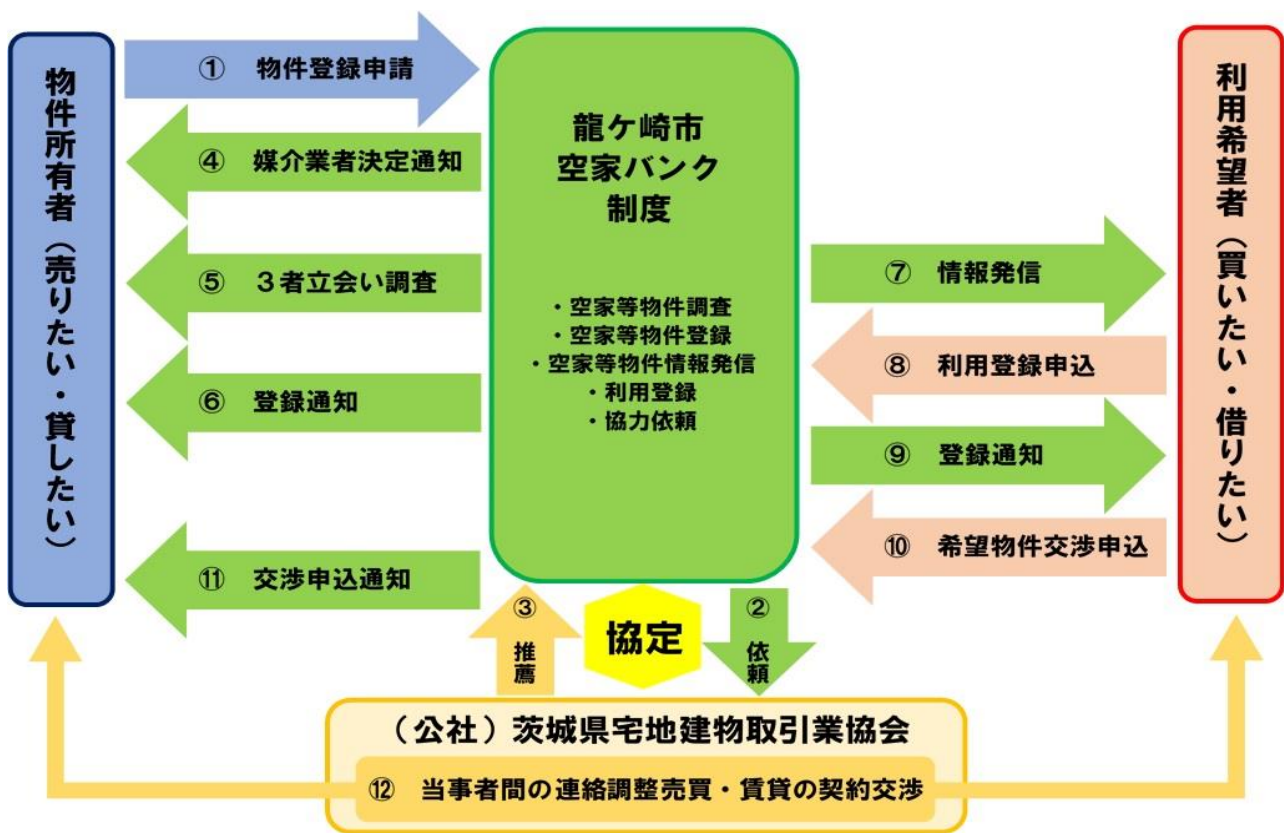 物件所有者（売りたい・貸したい）
① 物件登録申請
④ 媒介業者決定通知
⑤ ３者立会い調査
⑥ 登録通知
⑪ 交渉申込通知
龍ケ崎市
空家バンク
制度
・空家等物件調査
・空家等物件登録
・空家等物件情報発信
・利用登録
・協力依頼
⑦ 情報発信
⑧ 利用登録申込
⑨ 登録通知
⑩ 希望物件交渉申込
利用希望者（買いたい・借りたい）
③ 推薦
協定
② 依頼
（公社）茨城県宅地建物取引業協会
⑫ 当事者間の連絡調整売買・賃貸の契約交渉